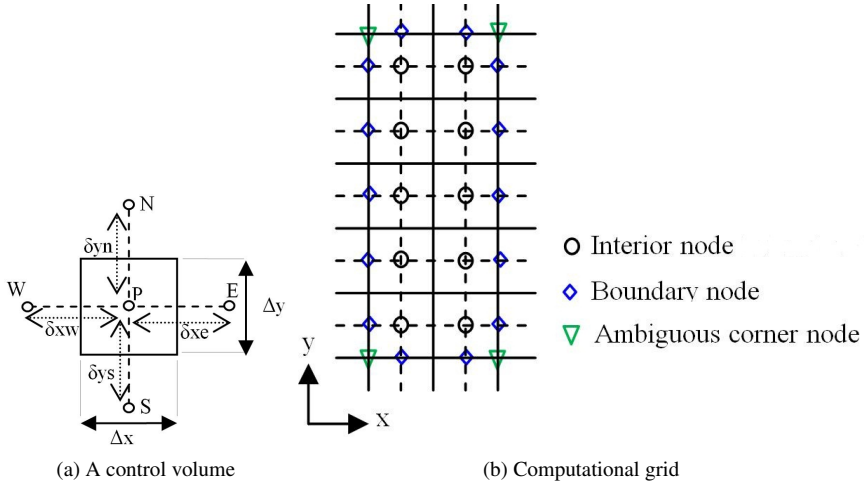 N
δyn
W
P
E
Δy
δxw
δxe
δys
S
Δx
(a) A control volume
y
x
Interior node
Boundary node
Ambiguous corner node
(b) Computational grid